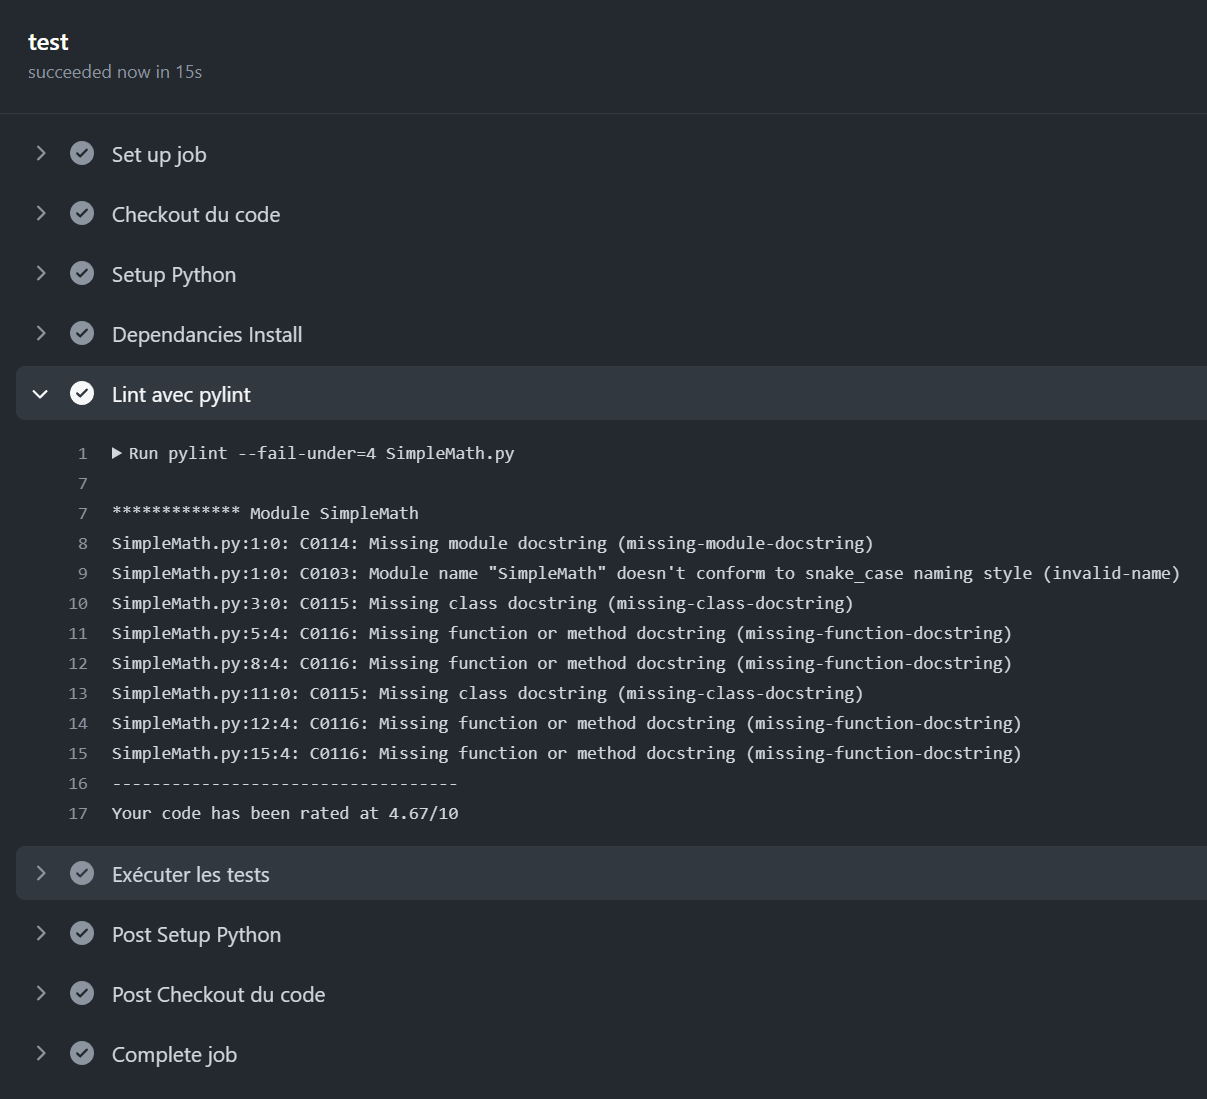 test
succeeded now in 15s
Set up job
Checkout du code
Setup Python
Dependancies Install
Lint avec pylint
1 Run pylint --fail-under=4 SimpleMath.py
7
7 ************* Module SimpleMath
8 SimpleMath.py:1:0: C0114: Missing module docstring (missing-module-docstring)
9 SimpleMath.py:1:0: C0103: Module name "SimpleMath" doesn't conform to snake_case naming style (invalid-name)
10 SimpleMath.py:3:0: C0115: Missing class docstring (missing-class-docstring)
11 SimpleMath.py:5:4: C0116: Missing function or method docstring (missing-function-docstring)
12 SimpleMath.py:8:4: C0116: Missing function or method docstring (missing-function-docstring)
13 SimpleMath.py:11:0: C0115: Missing class docstring (missing-class-docstring)
14 SimpleMath.py:12:4: C0116: Missing function or method docstring (missing-function-docstring)
15 SimpleMath.py:15:4: C0116: Missing function or method docstring (missing-function-docstring)
16 -----------------------------------
17 Your code has been rated at 4.67/10
Exécuter les tests
Post Setup Python
Post Checkout du code
Complete job